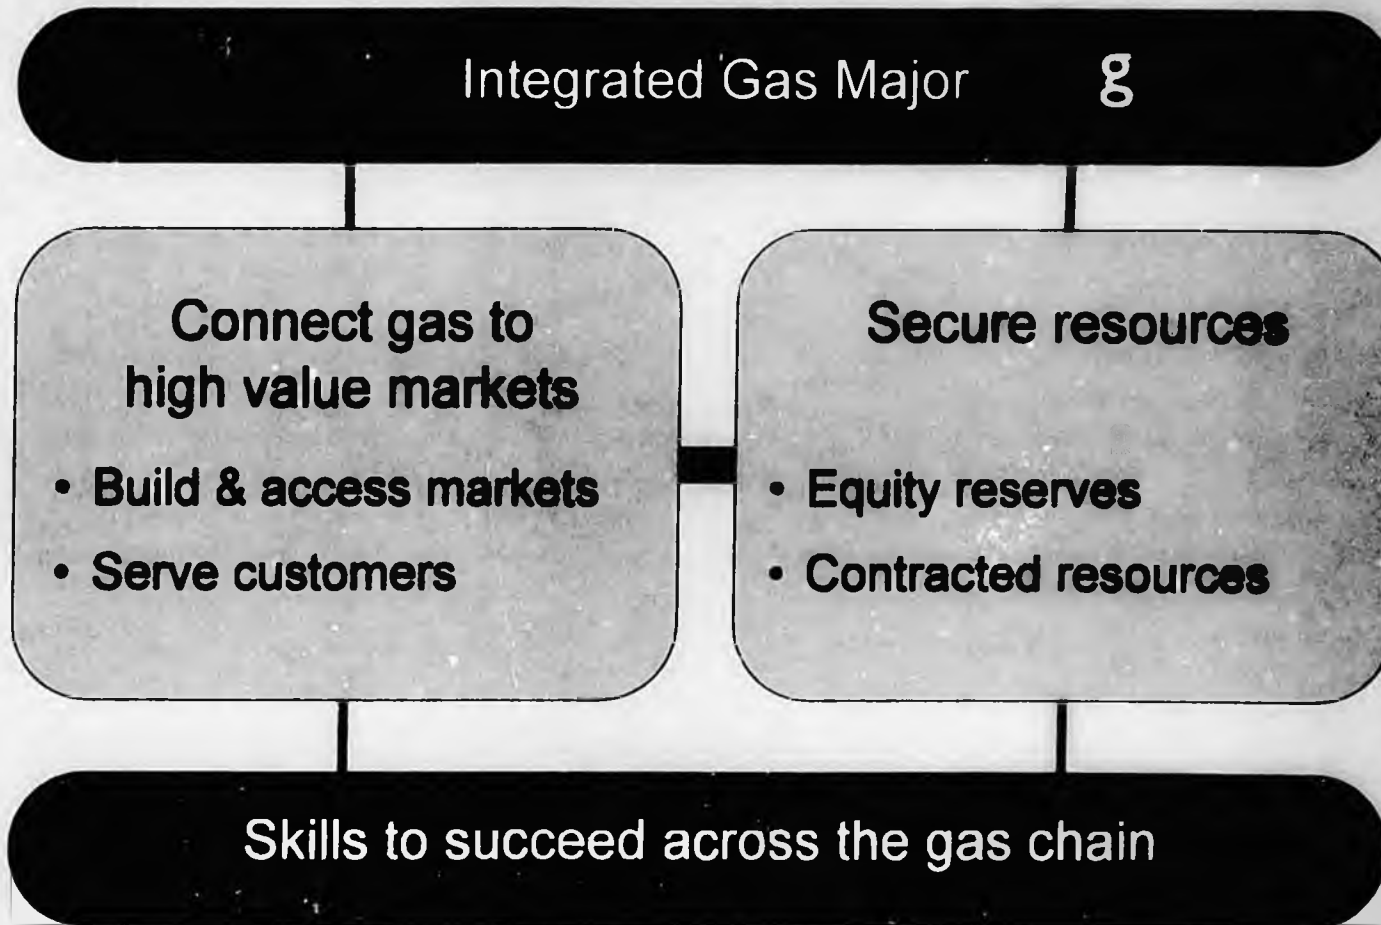 Integrated Gas Major g
Connect gas to
high value markets
• Build & access markets
• Serve customers
Secure resources
• Equity reserves
• Contracted resources
Skills to succeed across the gas chain